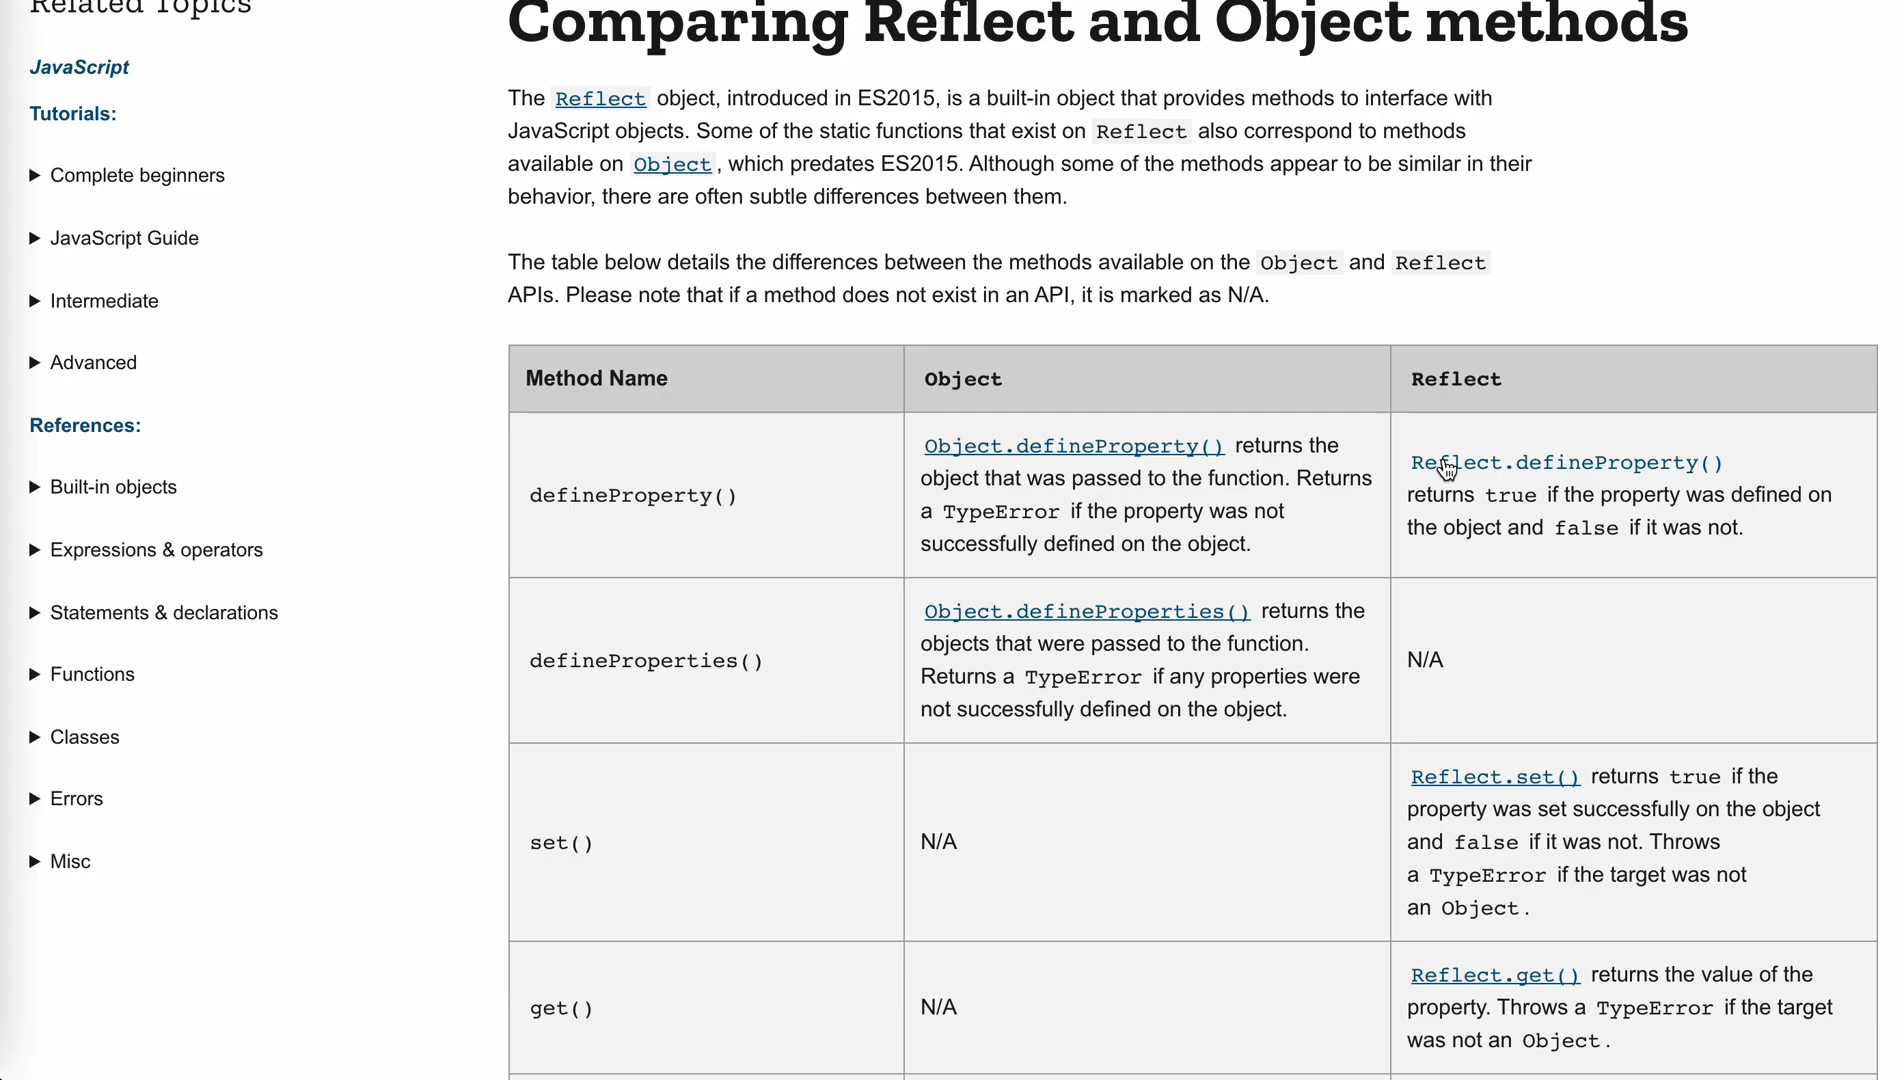 Related Topics
JavaScript
Tutorials:
▶ Complete beginners
▶ JavaScript Guide
▶ Intermediate
▶ Advanced
References:
▶ Built-in objects
▶ Expressions & operators
▶ Statements & declarations
▶ Functions
▶ Classes
▶ Errors
▶ Misc
Comparing Reflect and Object methods
The Reflect object, introduced in ES2015, is a built-in object that provides methods to interface with
JavaScript objects. Some of the static functions that exist on Reflect also correspond to methods
available on Object, which predates ES2015. Although some of the methods appear to be similar in their
behavior, there are often subtle differences between them.
The table below details the differences between the methods available on the Object and Reflect
APIs. Please note that if a method does not exist in an API, it is marked as N/A.
Method Name
Object
Reflect
defineProperty()
Object.defineProperty() returns the
object that was passed to the function. Returns
a TypeError if the property was not
successfully defined on the object.
Reflect.defineProperty()
returns true if the property was defined on
the object and false if it was not.
defineProperties()
Object.defineProperties() returns the
objects that were passed to the function.
Returns a TypeError if any properties were
not successfully defined on the object.
N/A
set()
N/A
Reflect.set() returns true if the
property was set successfully on the object
and false if it was not. Throws
a TypeError if the target was not
an Object.
get()
N/A
Reflect.get() returns the value of the
property. Throws a TypeError if the target
was not an Object.